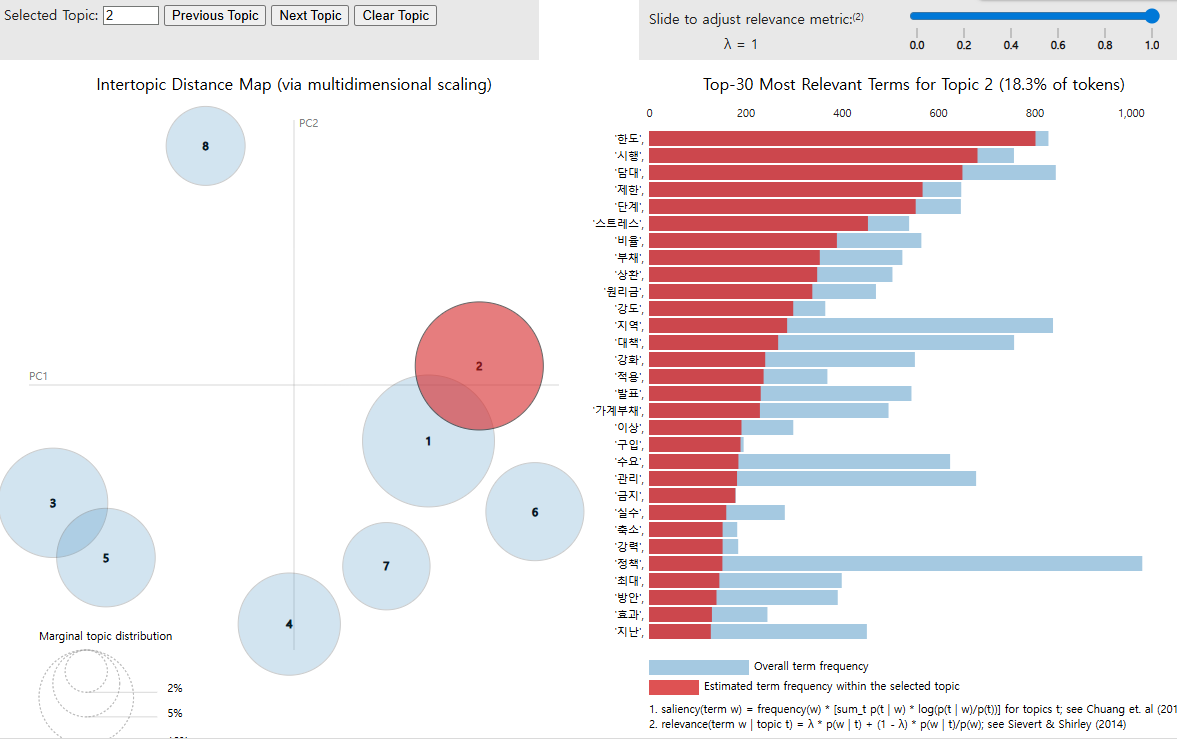 Selected Topic: 2 Previous Topic Next Topic Clear Topic
Slide to adjust relevance metric:(2)
λ = 1
0.0 0.2 0.4 0.6 0.8 1.0
Intertopic Distance Map (via multidimensional scaling)
PC2
PC1
8
2
1
3
6
5
7
4
Marginal topic distribution
2%
5%
Top-30 Most Relevant Terms for Topic 2 (18.3% of tokens)
0 200 400 600 800 1,000
'한도',
'시행',
'담대',
'제한',
'단계',
'스트레스',
'비율',
'부채',
'상환',
'원리금',
'강도',
'지역',
'대책',
'강화',
'적용',
'발표',
'가계부채',
'이상',
'구입',
'수요',
'관리',
'금지',
'실수',
'축소',
'강력',
'정책',
'최대',
'방안',
'효과',
'지난',
Overall term frequency
Estimated term frequency within the selected topic
1. saliency(term w) = frequency(w) * [sum_t p(t | w) * log(p(t | w)/p(t))] for topics t; see Chuang et. al (201
2. relevance(term w | topic t) = λ * p(w | t) + (1 - λ) * p(w | t)/p(w); see Sievert & Shirley (2014)